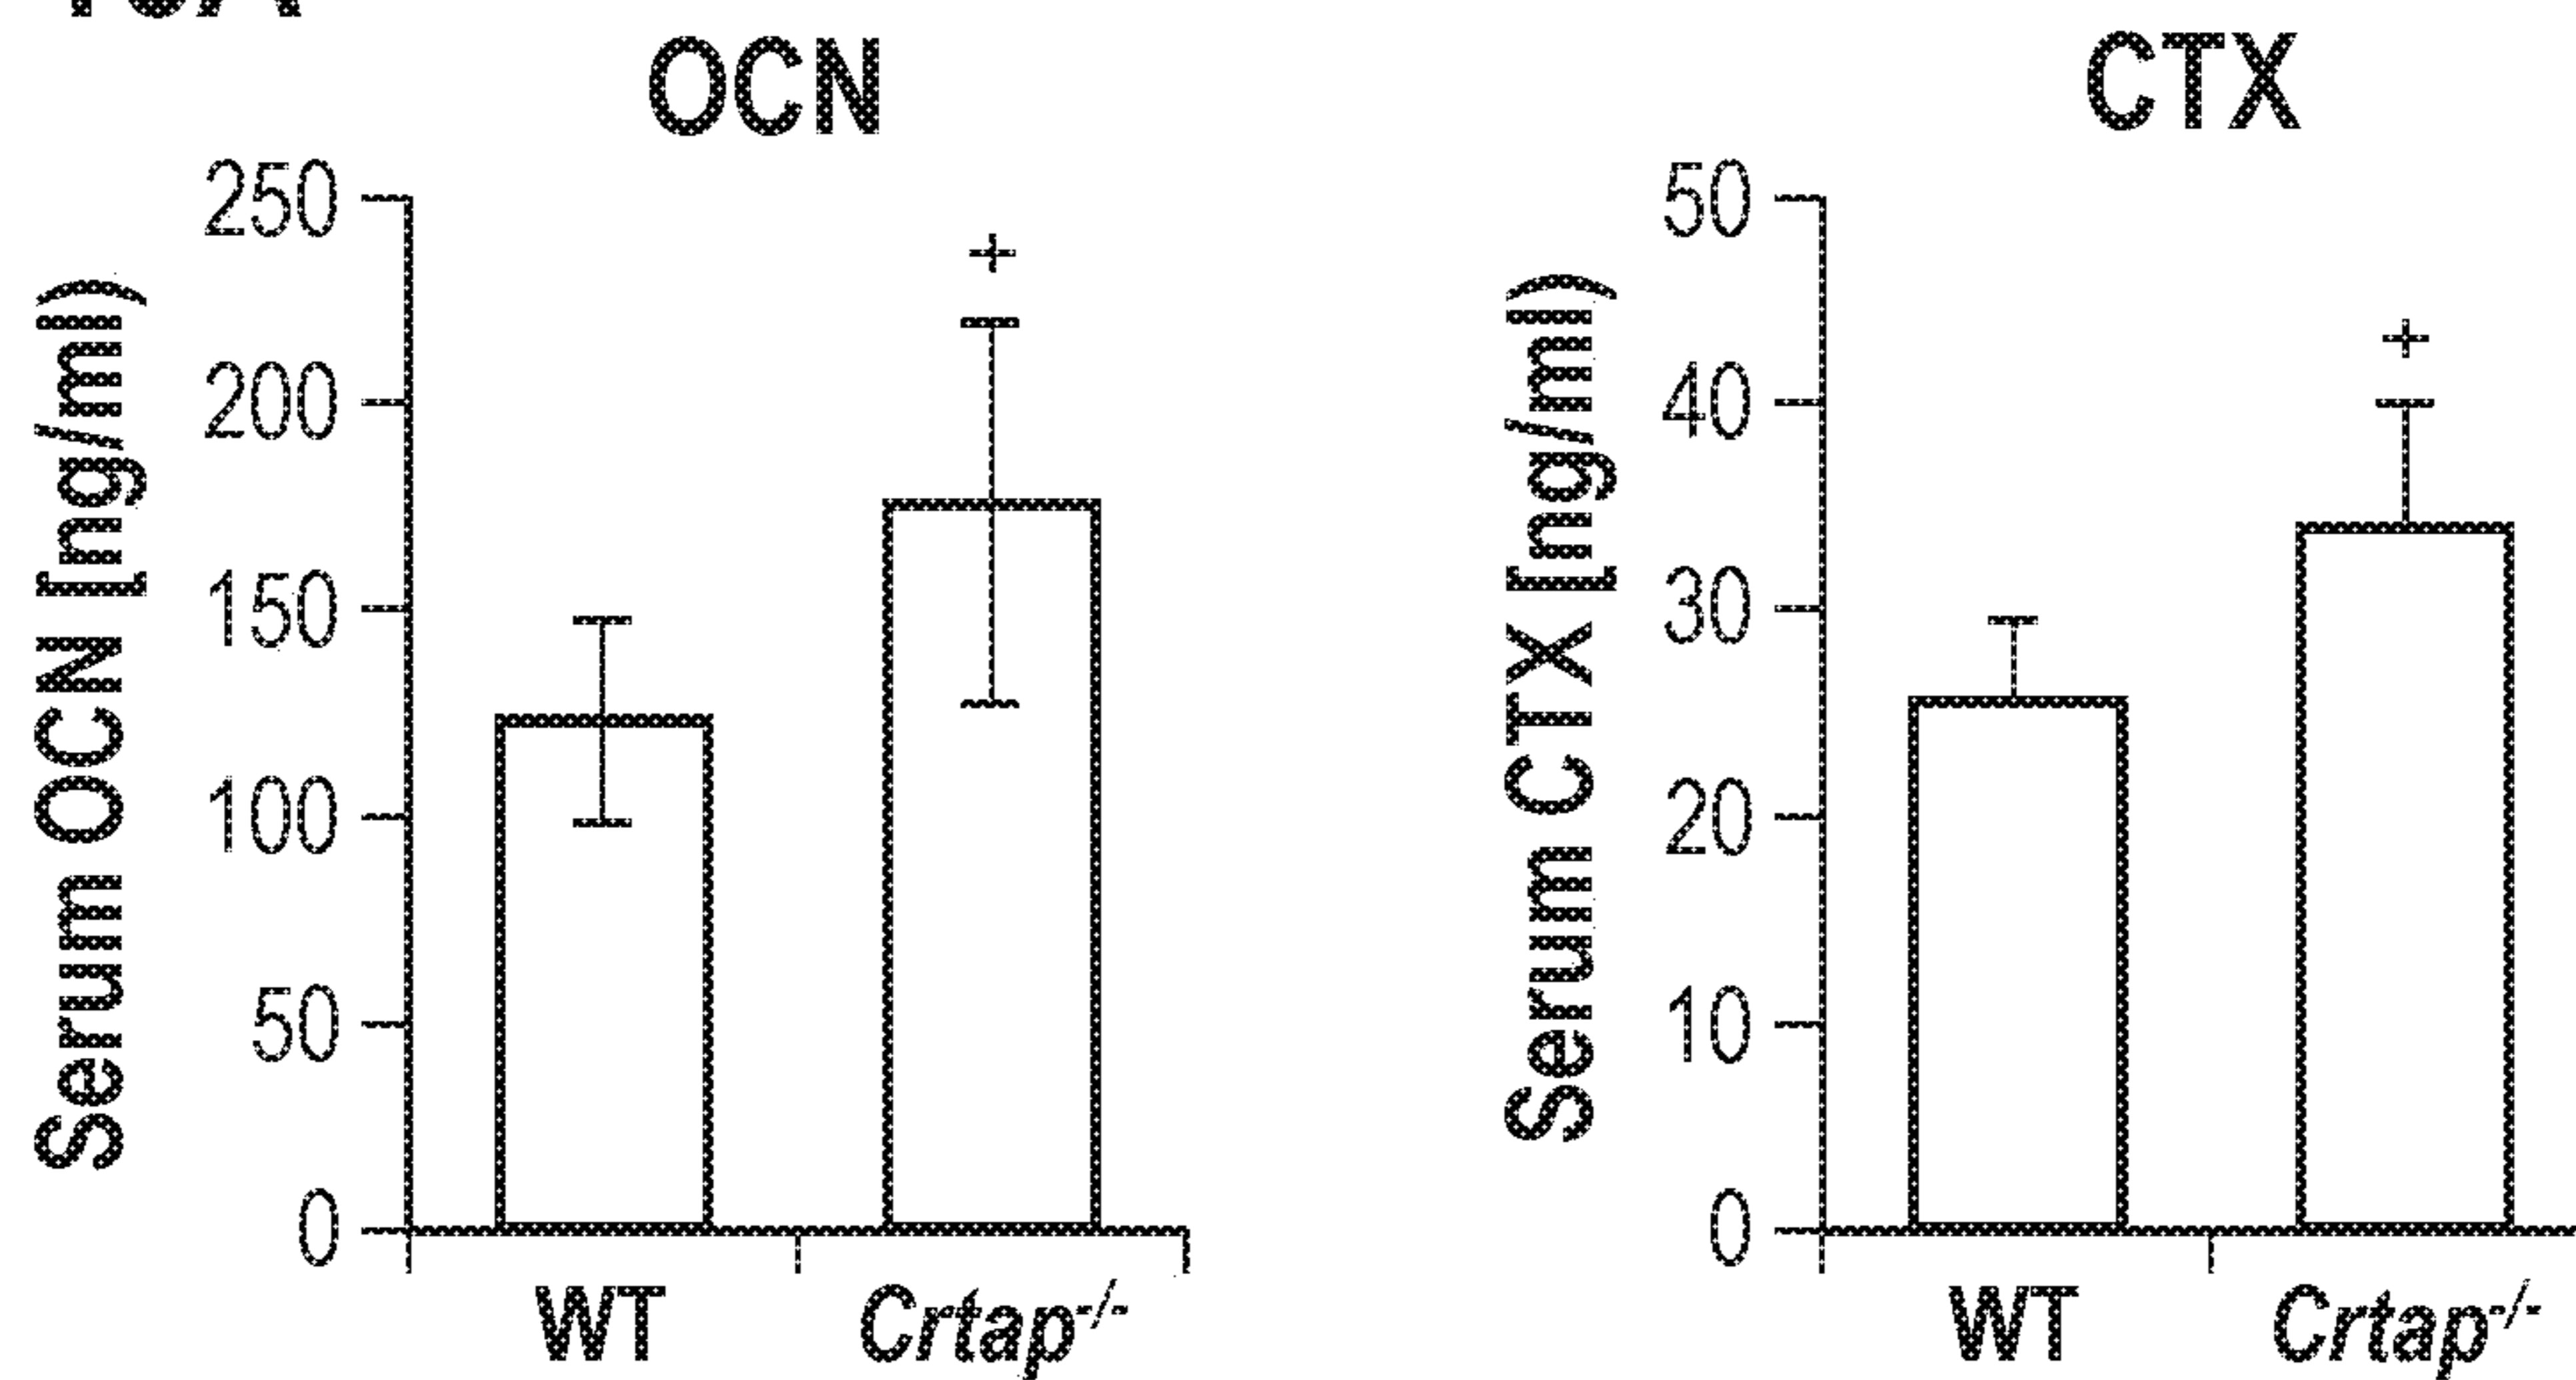 OCN
Serum OCN [ng/ml)
250
200
150
100
50
0
WT
Crtap-/-
+
CTX
Serum CTX [ng/ml)
50
40
30
20
10
0
WT
Crtap-/-
+